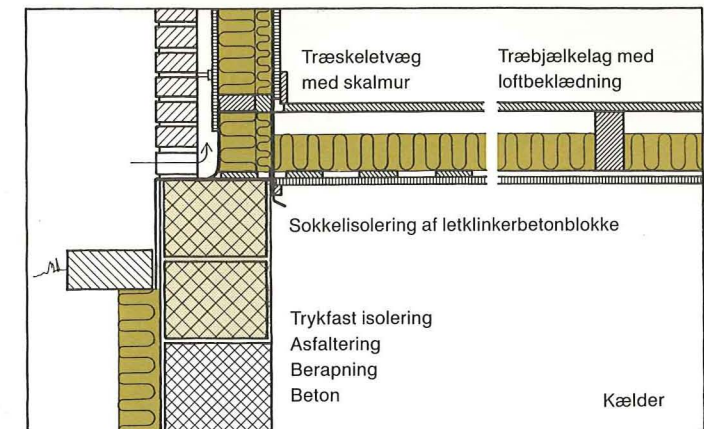 Træskeletvæg
med skalmur
Træbjælkelag med
loftbeklædning
Sokkelisolering af letklinkerbetonblokke
Trykfast isolering
Asfaltering
Berapning
Beton
Kælder